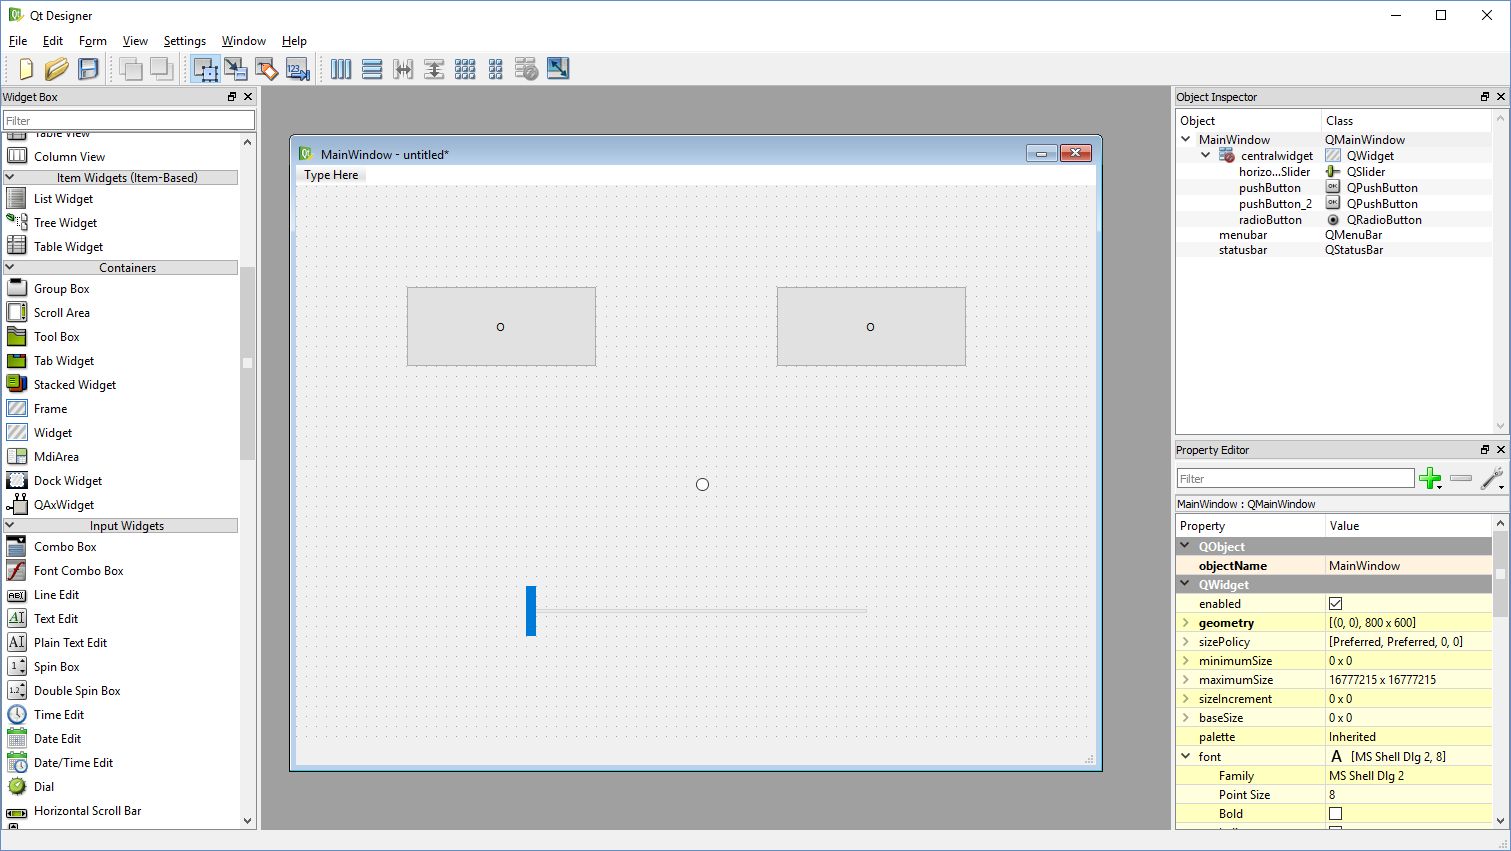 Qt Designer
File Edit Form View Settings Window Help
Widget Box
Filter
Table View
Column View
Item Widgets (Item-Based)
List Widget
Tree Widget
Table Widget
Containers
Group Box
Scroll Area
Tool Box
Tab Widget
Stacked Widget
Frame
Widget
MdiArea
Dock Widget
QAxWidget
Input Widgets
Combo Box
Font Combo Box
Line Edit
Text Edit
Plain Text Edit
Spin Box
Double Spin Box
Time Edit
Date Edit
Date/Time Edit
Dial
Horizontal Scroll Bar
MainWindow - untitled*
Type Here
O
O
Object Inspector
Object Class
MainWindow QMainWindow
centralwidget QWidget
horizo...Slider QSlider
pushButton QPushButton
pushButton_2 QPushButton
radioButton QRadioButton
menubar QMenuBar
statusbar QStatusBar
Property Editor
Filter
MainWindow : QMainWindow
Property Value
QObject
objectName MainWindow
QWidget
enabled
geometry [(0, 0), 800 x 600]
sizePolicy [Preferred, Preferred, 0, 0]
minimumSize 0 x 0
maximumSize 16777215 x 16777215
sizeIncrement 0 x 0
baseSize 0 x 0
palette Inherited
font A [MS Shell Dlg 2, 8]
Family MS Shell Dlg 2
Point Size 8
Bold